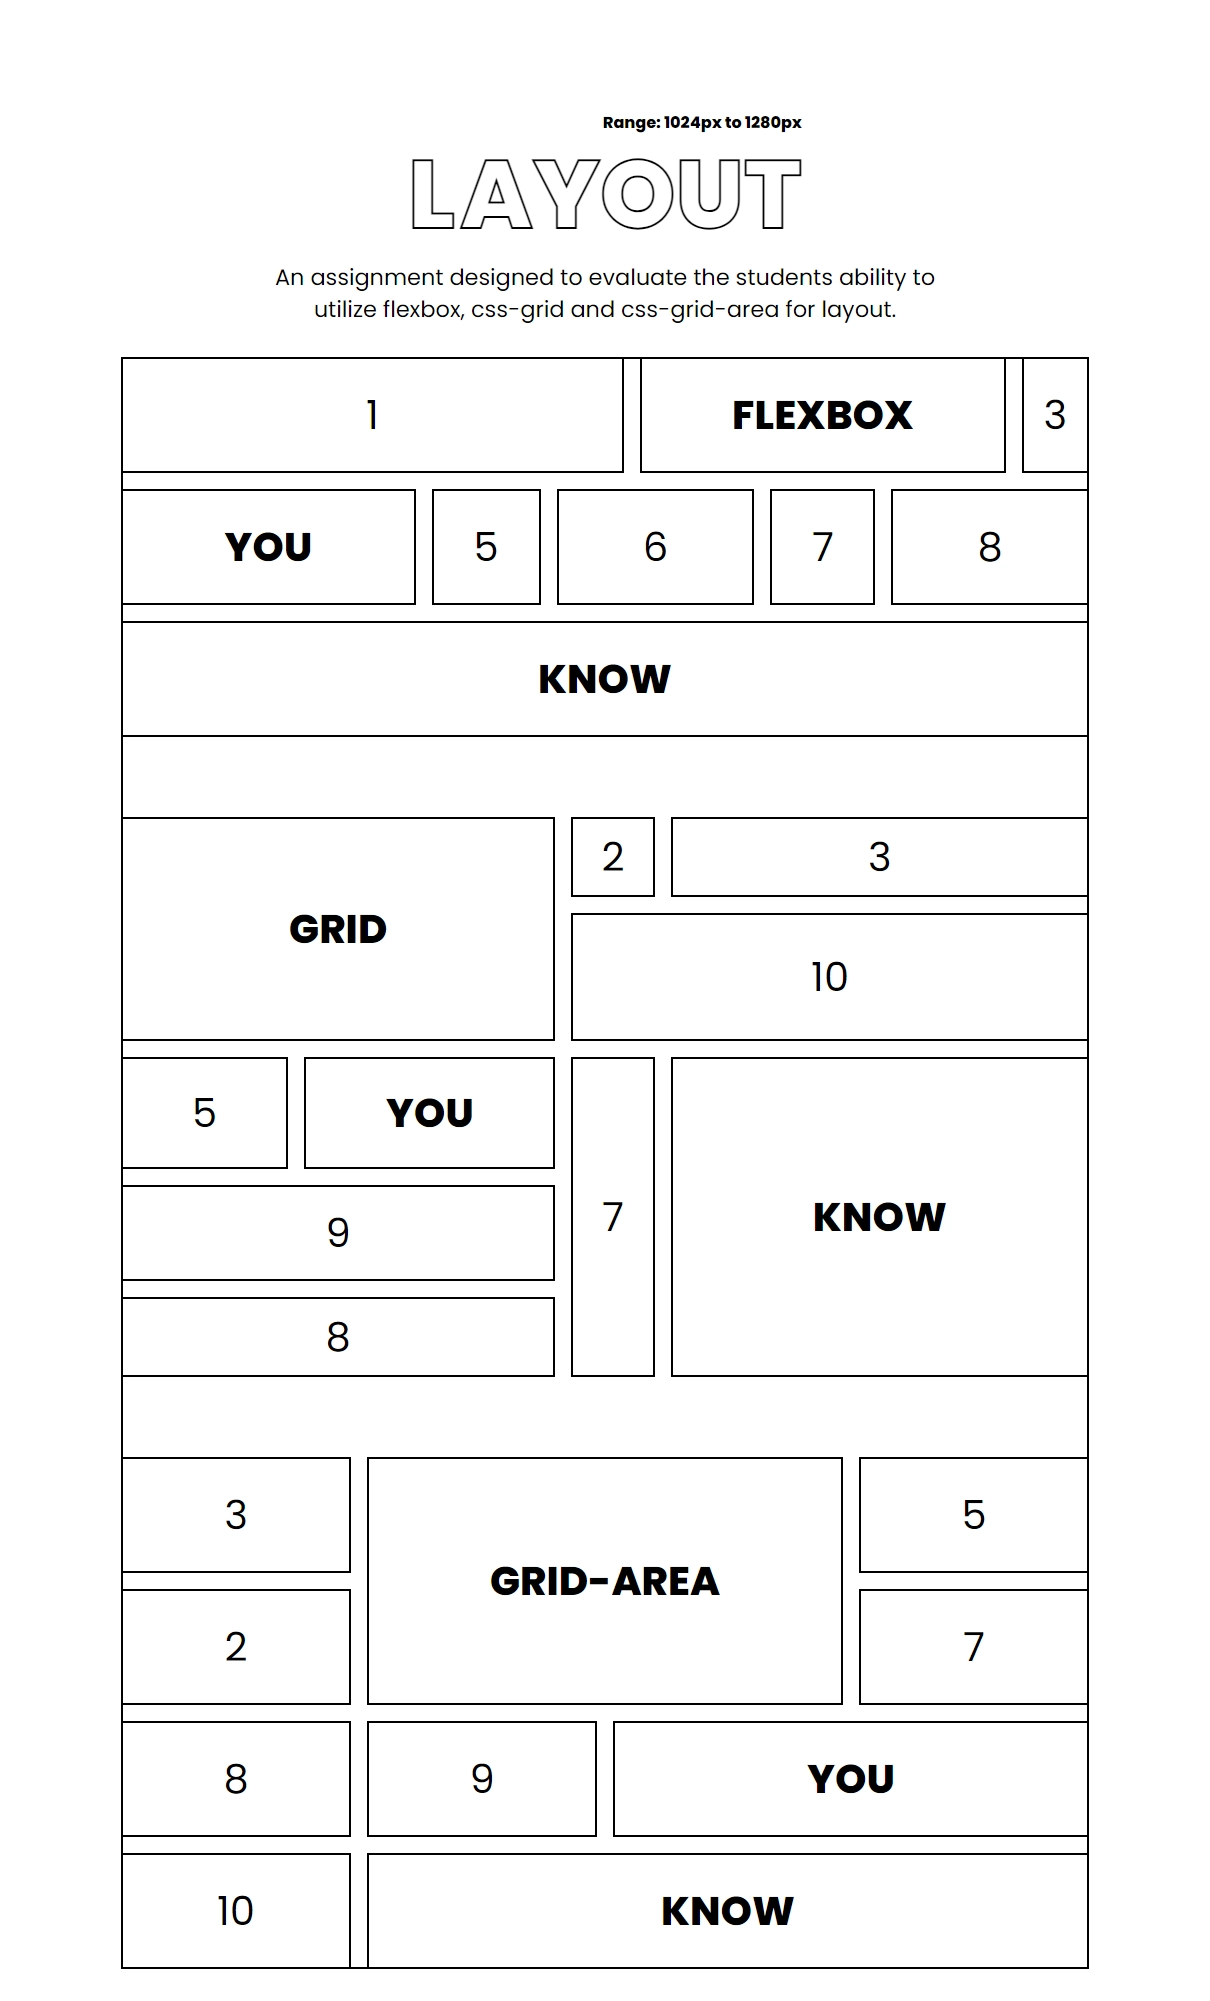 Range: 1024px to 1280px
LAYOUT
An assignment designed to evaluate the students ability to
utilize flexbox, css-grid and css-grid-area for layout.
1
FLEXBOX
3
YOU
5
6
7
8
KNOW
GRID
2
3
10
5
YOU
7
KNOW
9
8
3
GRID-AREA
5
2
7
8
9
YOU
10
KNOW